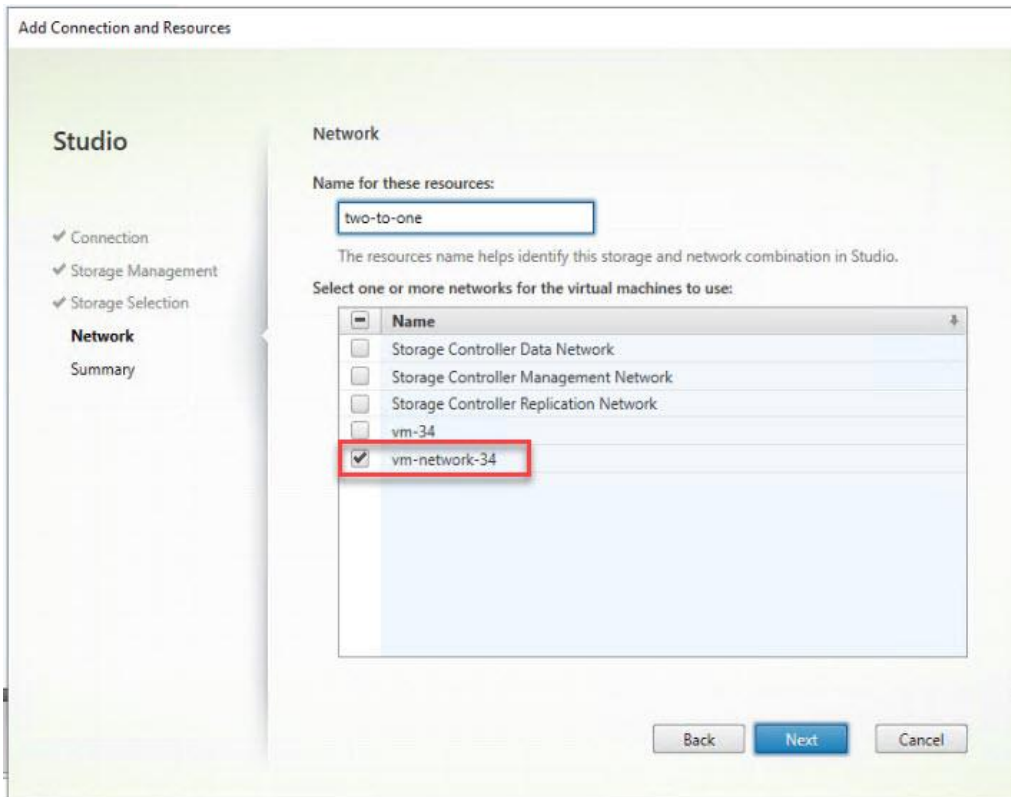 Add Connection and Resources
Studio
Connection
Storage Management
Storage Selection
Network
Summary
Network
Name for these resources:
two-to-one
The resources name helps identify this storage and network combination in Studio.
Select one or more networks for the virtual machines to use:
Name
Storage Controller Data Network
Storage Controller Management Network
Storage Controller Replication Network
vm-34
vm-network-34
Back Next Cancel